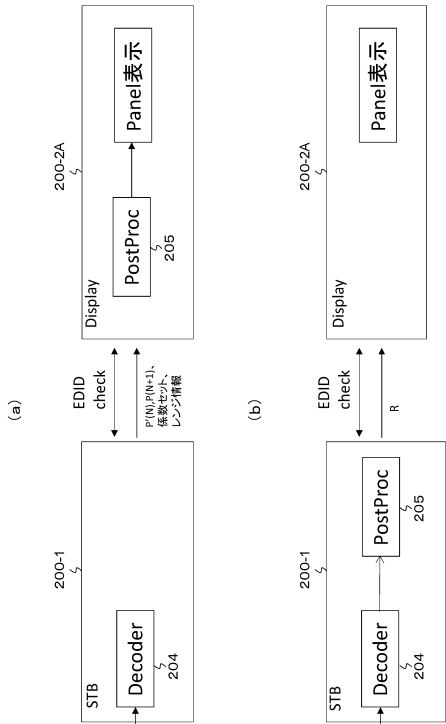 (a)
200-1
STB
Decoder
204
EDID
check
P'(N),P(N+1)、
係数セット、
レンジ情報
200-2A
Display
PostProc
205
Panel表示
(b)
200-1
STB
Decoder
204
PostProc
205
EDID
check
R
200-2A
Display
Panel表示